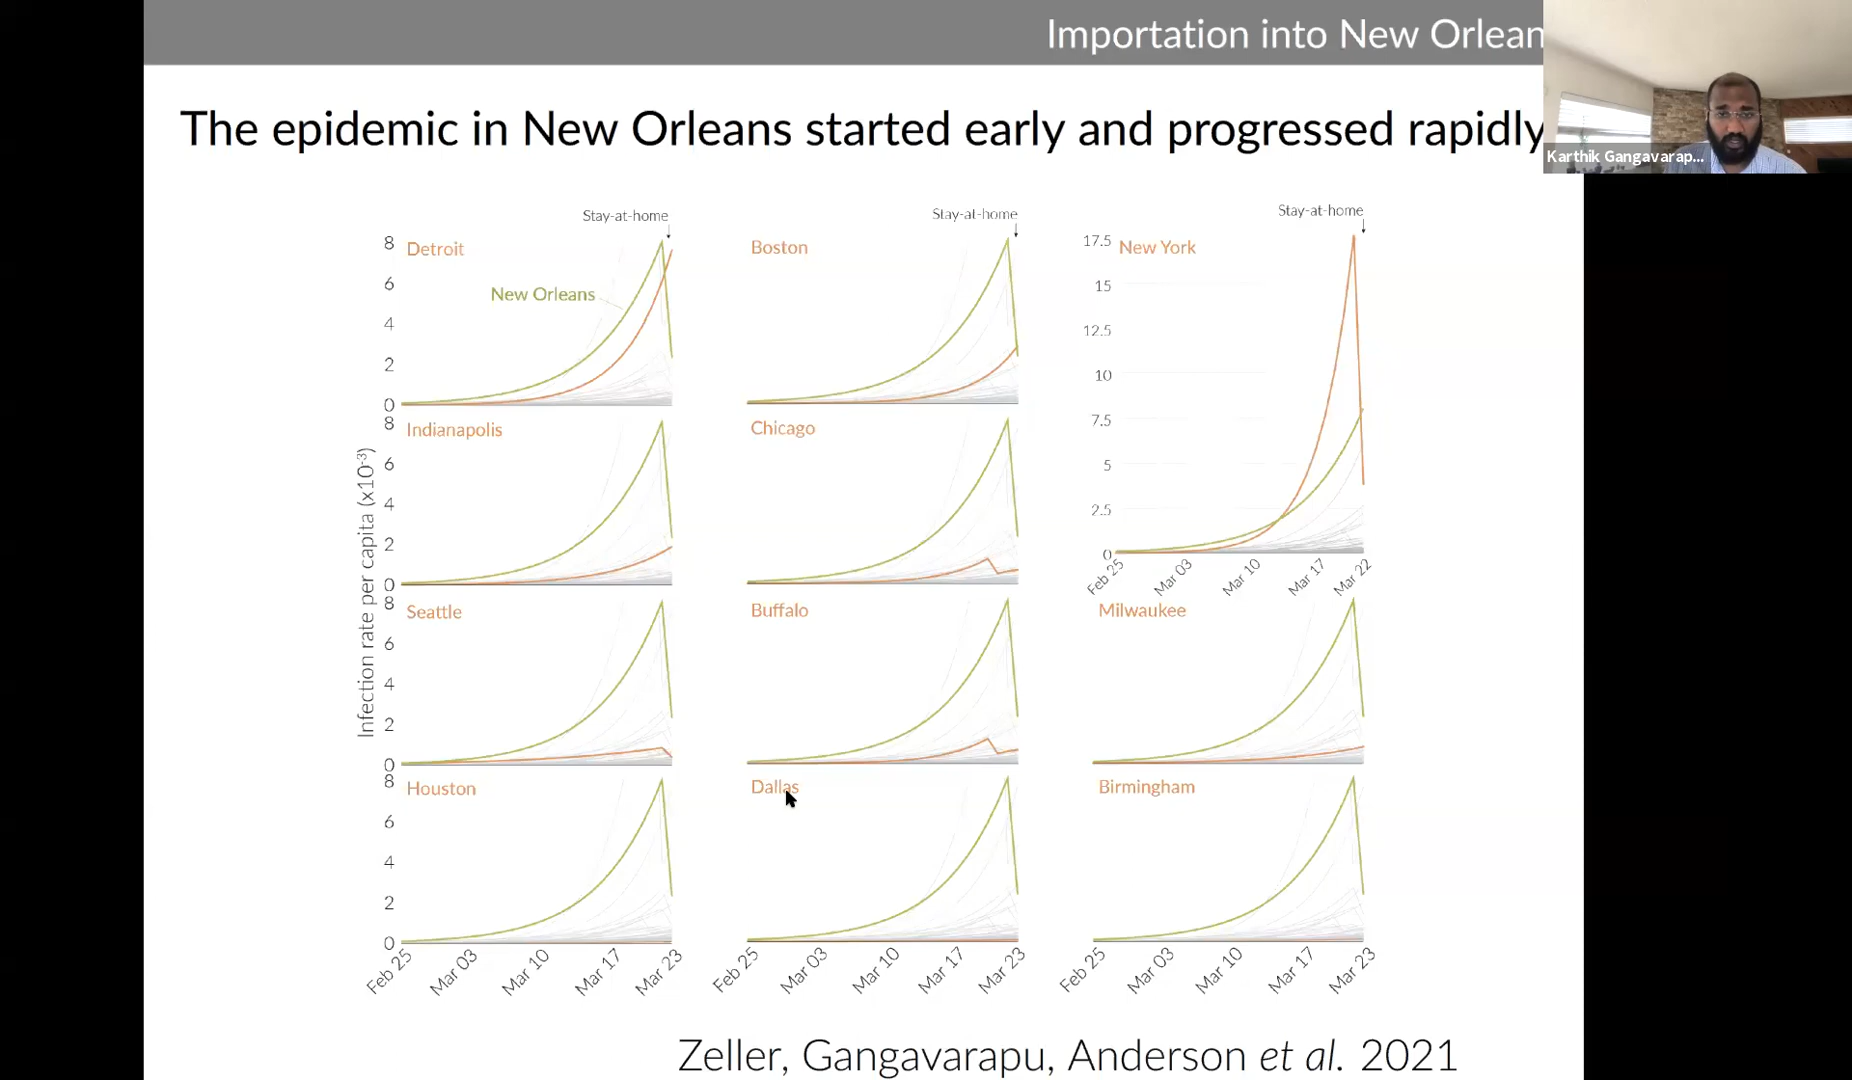 Importation into New Orlean
The epidemic in New Orleans started early and progressed rapidly
Karthik Gangavarap...
Infection rate per capita (x10-3)
Stay-at-home
Detroit
New Orleans
8
6
4
2
0
Stay-at-home
Boston
Stay-at-home
New York
17.5
15
12.5
10
7.5
5
2.5
0
Feb 25
Mar 03
Mar 10
Mar 17
Mar 22
Indianapolis
8
6
4
2
0
Chicago
Seattle
8
6
4
2
0
Buffalo
Milwaukee
Houston
8
6
4
2
0
Feb 25
Mar 03
Mar 10
Mar 17
Mar 23
Dallas
Feb 25
Mar 03
Mar 10
Mar 17
Mar 23
Birmingham
Feb 25
Mar 03
Mar 10
Mar 17
Mar 23
Zeller, Gangavarapu, Anderson et al. 2021